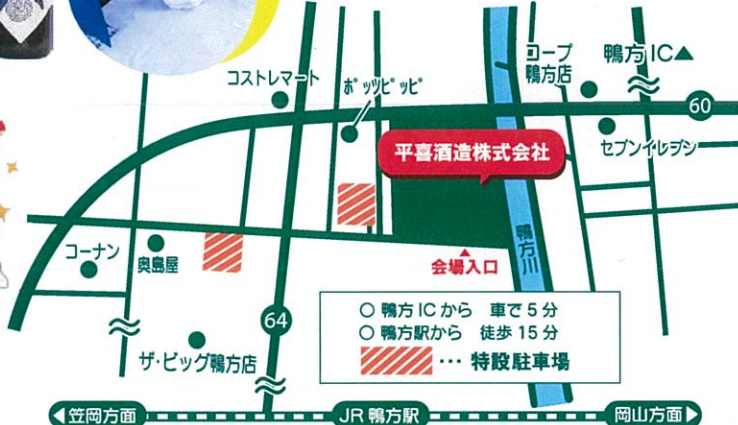 コープ
鴨方店
鴨方IC▲
コストレマート
ポッツピッピ
60
セブンイレブン
平喜酒造株式会社
コーナン
奥島屋
会場入口
鴨方川
64
ザ・ビッグ鴨方店
○ 鴨方ICから 車で5分
○ 鴨方駅から 徒歩15分
… 特設駐車場
◀笠岡方面
JR鴨方駅
岡山方面▶